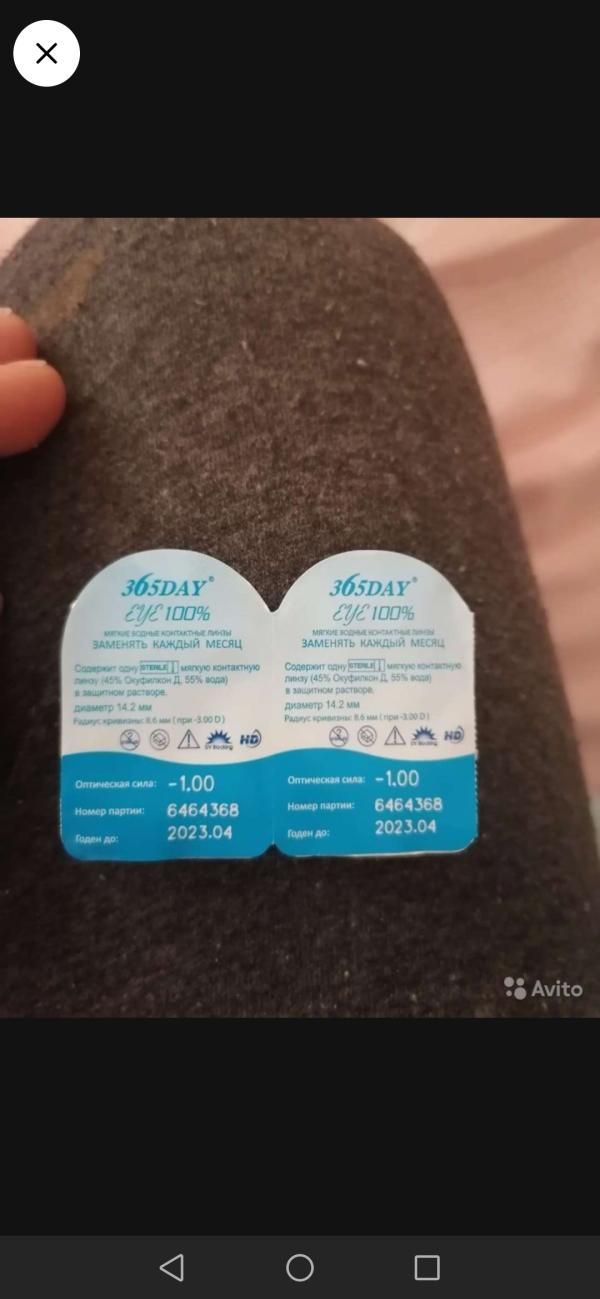 365DAY®
EYE 100%
МЯГКИЕ ВОДНЫЕ КОНТАКТНЫЕ ЛИНЗЫ
ЗАМЕНЯТЬ КАЖДЫЙ МЕСЯЦ
Содержит одну STERILE мягкую контактную
линзу (45% Окуфилкон Д, 55% вода)
в защитном растворе.
диаметр 14.2 мм
Радиус кривизны: 8.6 мм ( при -3.00 D )
UV Blocking HD
Оптическая сила: -1.00
Номер партии: 6464368
Годен до: 2023.04
365DAY®
EYE 100%
МЯГКИЕ ВОДНЫЕ КОНТАКТНЫЕ ЛИНЗЫ
ЗАМЕНЯТЬ КАЖДЫЙ МЕСЯЦ
Содержит одну STERILE мягкую контактную
линзу (45% Окуфилкон Д, 55% вода)
в защитном растворе.
диаметр 14.2 мм
Радиус кривизны: 8.6 мм ( при -3.00 D )
UV Blocking HD
Оптическая сила: -1.00
Номер партии: 6464368
Годен до: 2023.04
Avito